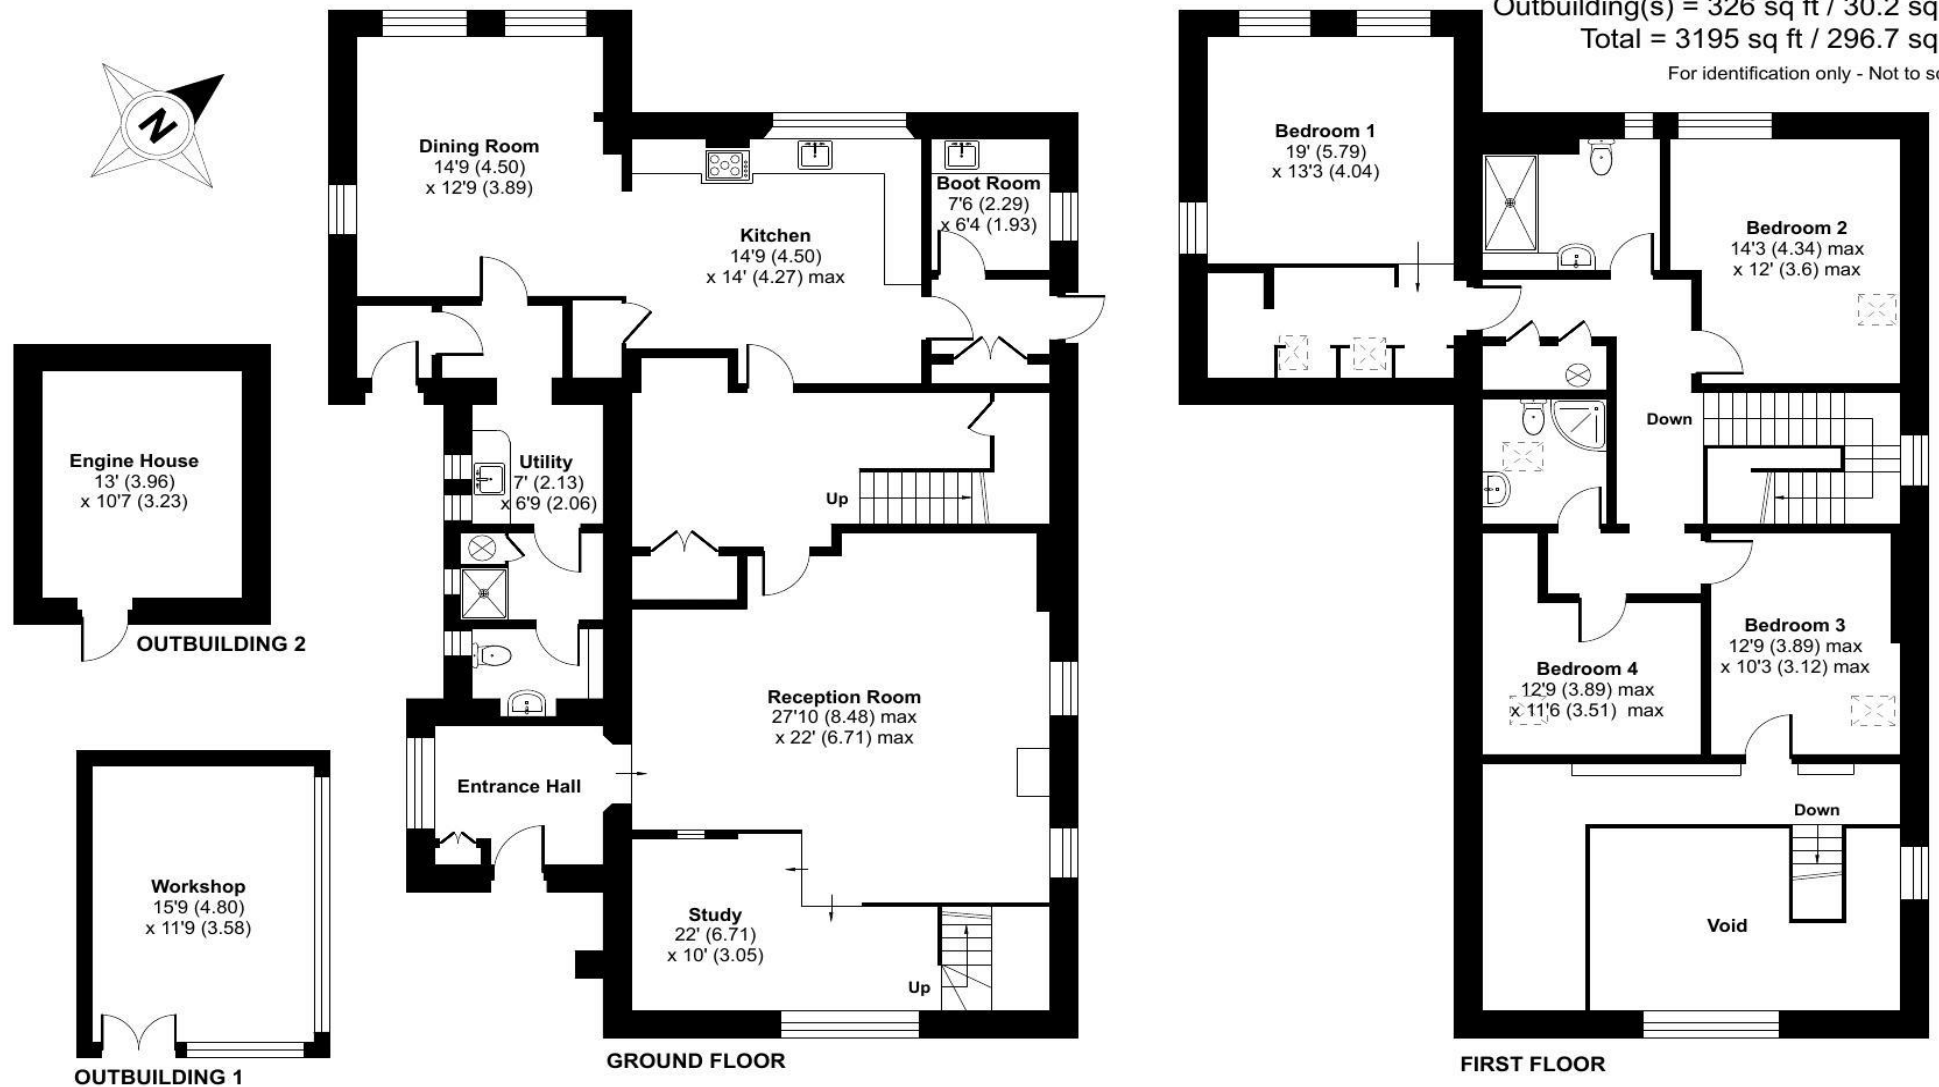 Outbuilding(s) = 326 sq ft / 30.2 sq
Total = 3195 sq ft / 296.7 sq
For identification only - Not to sc
N
Dining Room
14'9 (4.50)
x 12'9 (3.89)
Kitchen
14'9 (4.50)
x 14' (4.27) max
Boot Room
7'6 (2.29)
x 6'4 (1.93)
Utility
7' (2.13)
x 6'9 (2.06)
Up
Reception Room
27'10 (8.48) max
x 22' (6.71) max
Entrance Hall
Study
22' (6.71)
x 10' (3.05)
Up
GROUND FLOOR
Engine House
13' (3.96)
x 10'7 (3.23)
OUTBUILDING 2
Workshop
15'9 (4.80)
x 11'9 (3.58)
OUTBUILDING 1
Bedroom 1
19' (5.79)
x 13'3 (4.04)
Bedroom 2
14'3 (4.34) max
x 12' (3.6) max
Down
Bedroom 3
12'9 (3.89) max
x 10'3 (3.12) max
Bedroom 4
12'9 (3.89) max
x 11'6 (3.51) max
Down
Void
FIRST FLOOR